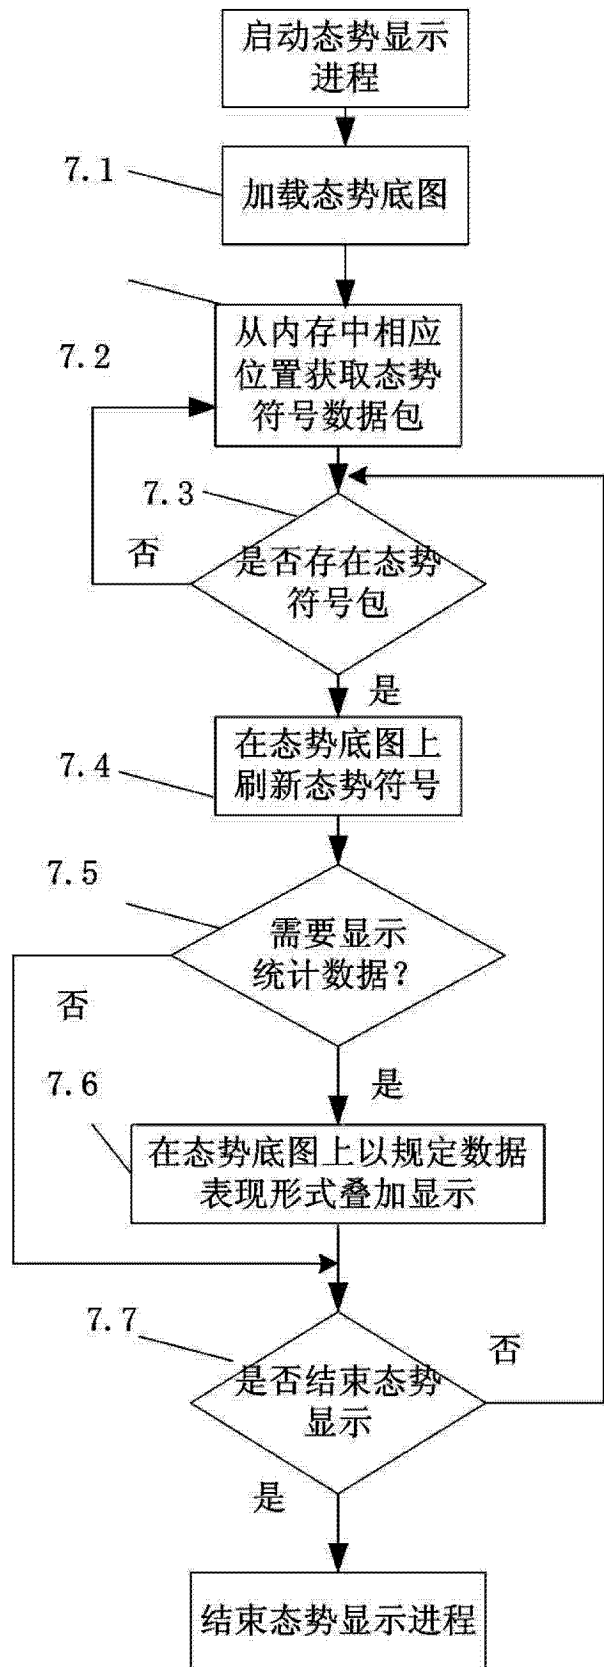 启动态势显示
进程
7.1
加载态势底图
从内存中相应
7.2
位置获取态势
符号数据包
7.3
否
是否存在态势
符号包
是
在态势底图上
7.4
刷新态势符号
7.5
需要显示
统计数据?
否
7.6
是
在态势底图上以规定数据
表现形式叠加显示
7.7
否
是否结束态势
显示
是
结束态势显示进程